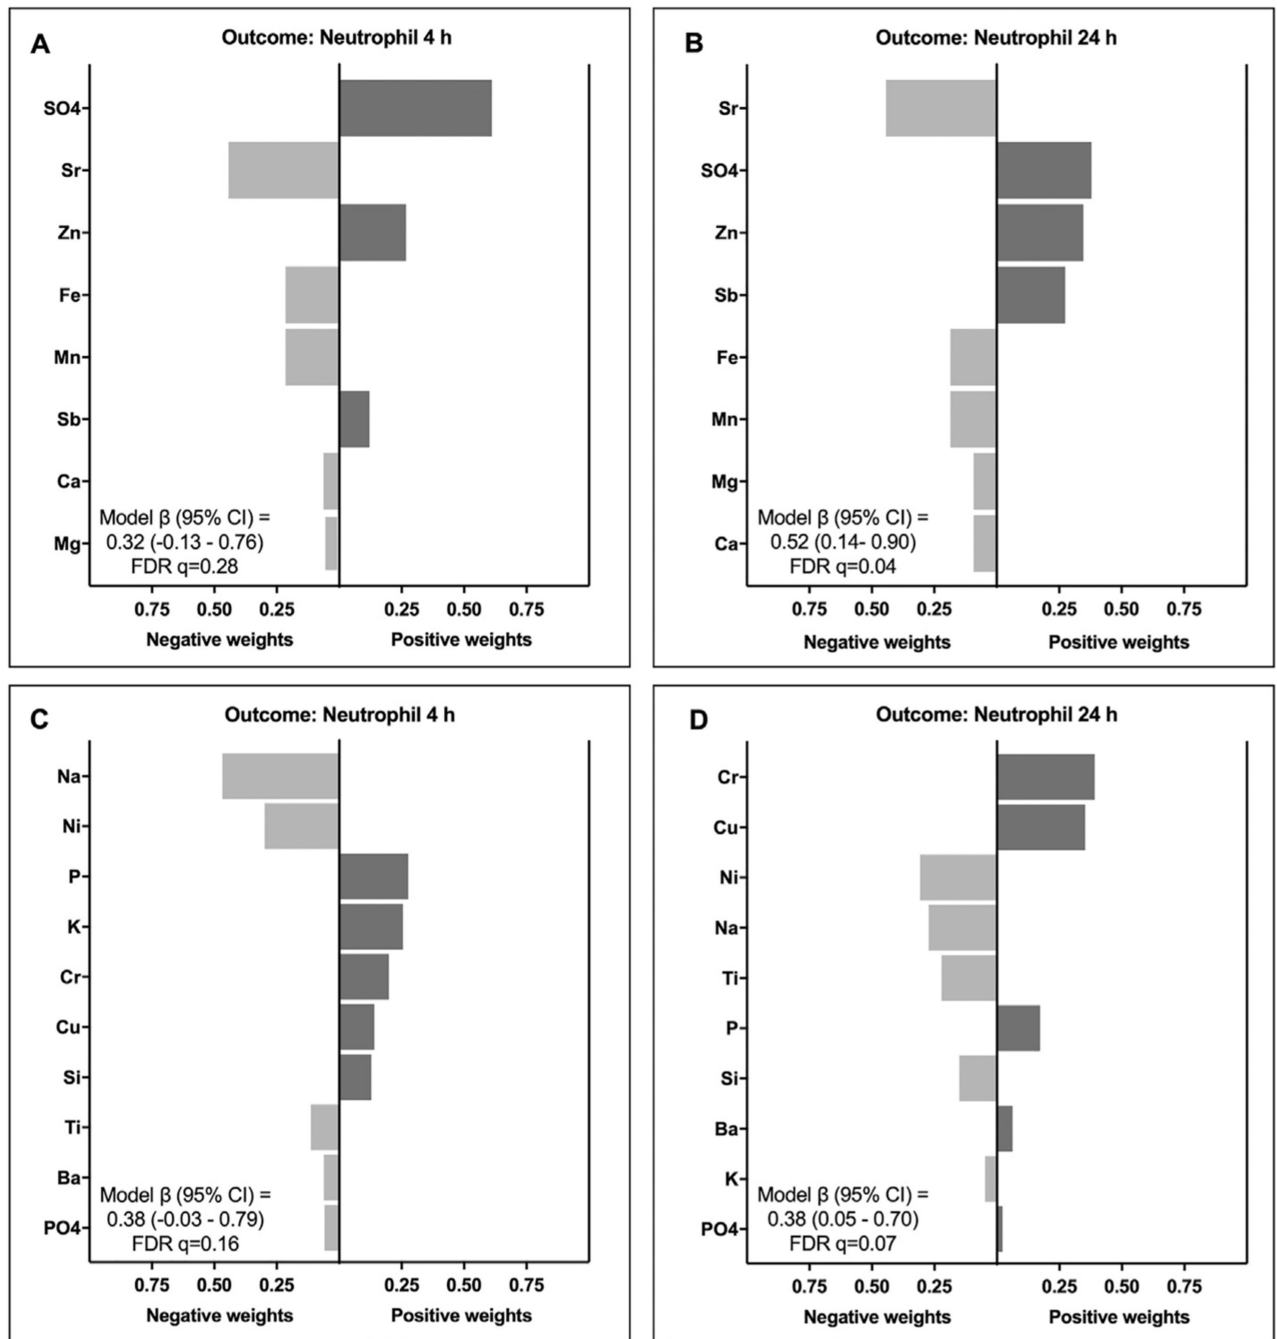 A
Outcome: Neutrophil 4 h
SO4
Sr
Zn
Fe
Mn
Sb
Ca
Mg
Model β (95% CI) =
0.32 (-0.13 - 0.76)
FDR q=0.28
0.75 0.50 0.25 0.25 0.50 0.75
Negative weights Positive weights
B
Outcome: Neutrophil 24 h
Sr
SO4
Zn
Sb
Fe
Mn
Mg
Ca
Model β (95% CI) =
0.52 (0.14- 0.90)
FDR q=0.04
0.75 0.50 0.25 0.25 0.50 0.75
Negative weights Positive weights
C
Outcome: Neutrophil 4 h
Na
Ni
P
K
Cr
Cu
Si
Ti
Ba
PO4
Model β (95% CI) =
0.38 (-0.03 - 0.79)
FDR q=0.16
0.75 0.50 0.25 0.25 0.50 0.75
Negative weights Positive weights
D
Outcome: Neutrophil 24 h
Cr
Cu
Ni
Na
Ti
P
Si
Ba
K
PO4
Model β (95% CI) =
0.38 (0.05 - 0.70)
FDR q=0.07
0.75 0.50 0.25 0.25 0.50 0.75
Negative weights Positive weights